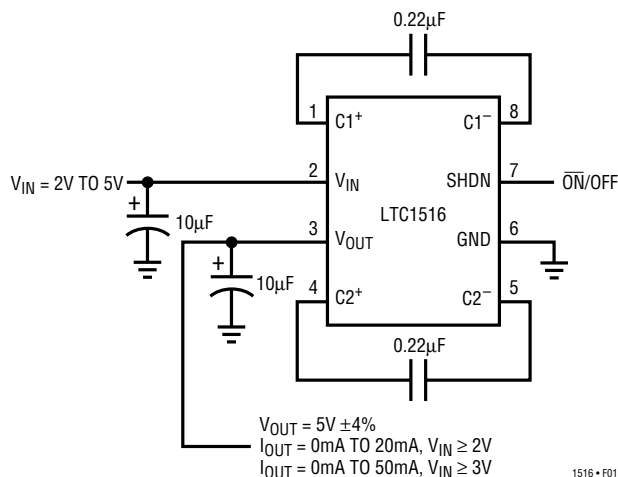 0.22µF
1 C1⁺ C1⁻ 8
V_IN = 2V TO 5V 2 V_IN SHDN 7 O̅N̅/OFF
+ 10µF 3 V_OUT LTC1516 GND 6
+ 10µF 4 C2⁺ C2⁻ 5
0.22µF
V_OUT = 5V ±4%
I_OUT = 0mA TO 20mA, V_IN ≥ 2V
I_OUT = 0mA TO 50mA, V_IN ≥ 3V
1516 • F01